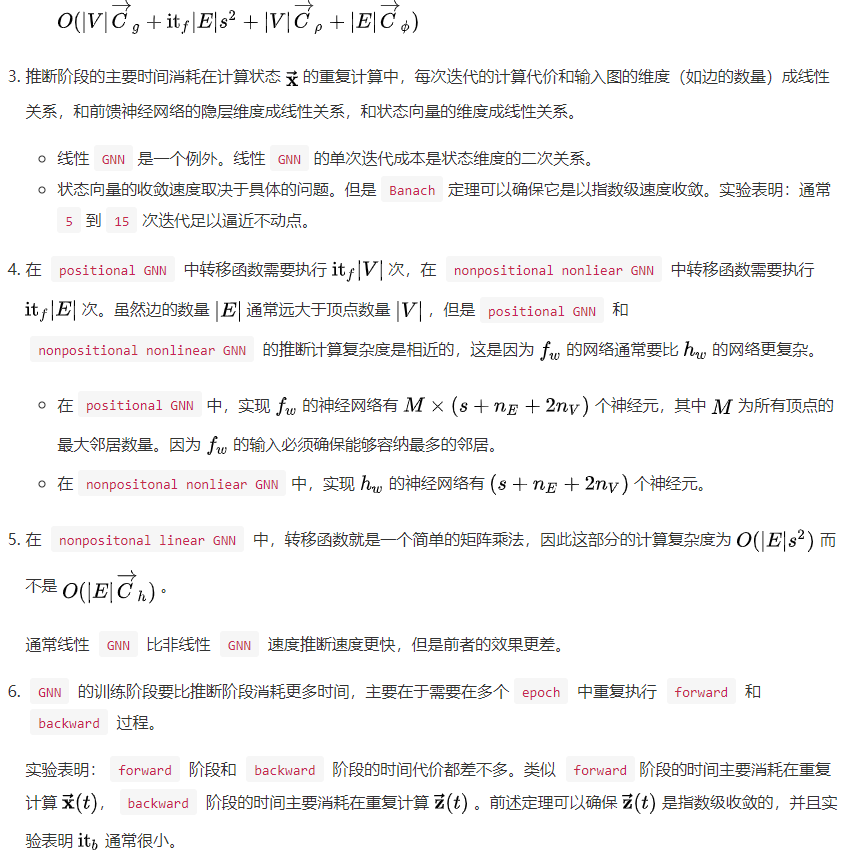 O(|V|\overrightarrow{C}_g + it_f|E|s² + |V|\overrightarrow{C}_ρ + |E|\overrightarrow{C}_ϕ)
3. 推断阶段的主要时间消耗在计算状态 \vec{x} 的重复计算中，每次迭代的计算代价和输入图的维度（如边的数量）成线性
关系，和前馈神经网络的隐层维度成线性关系，和状态向量的维度成线性关系。
○ 线性 GNN 是一个例外。线性 GNN 的单次迭代成本是状态维度的二次关系。
○ 状态向量的收敛速度取决于具体的问题。但是 Banach 定理可以确保它是以指数级速度收敛。实验表明：通常
5 到 15 次迭代足以逼近不动点。
4. 在 positional GNN 中转移函数需要执行 it_f|V| 次，在 nonpositional nonliear GNN 中转移函数需要执行
it_f|E| 次。虽然边的数量 |E| 通常远大于顶点数量 |V| ，但是 positional GNN 和
nonpositional nonlinear GNN 的推断计算复杂度是相近的，这是因为 f_w 的网络通常要比 h_w 的网络更复杂。
○ 在 positional GNN 中，实现 f_w 的神经网络有 M × (s + n_E + 2n_V) 个神经元，其中 M 为所有顶点的
最大邻居数量。因为 f_w 的输入必须确保能够容纳最多的邻居。
○ 在 nonpositonal nonliear GNN 中，实现 h_w 的神经网络有 (s + n_E + 2n_V) 个神经元。
5. 在 nonpositonal linear GNN 中，转移函数就是一个简单的矩阵乘法，因此这部分的计算复杂度为 O(|E|s²) 而
不是 O(|E|\overrightarrow{C}_h) 。
通常线性 GNN 比非线性 GNN 速度推断速度更快，但是前者的效果更差。
6. GNN 的训练阶段要比推断阶段消耗更多时间，主要在于需要在多个 epoch 中重复执行 forward 和
backward 过程。
实验表明： forward 阶段和 backward 阶段的时间代价都差不多。类似 forward 阶段的时间主要消耗在重复
计算 \vec{x}(t)， backward 阶段的时间主要消耗在重复计算 \vec{z}(t) 。前述定理可以确保 \vec{z}(t) 是指数级收敛的，并且实
验表明 it_b 通常很小。